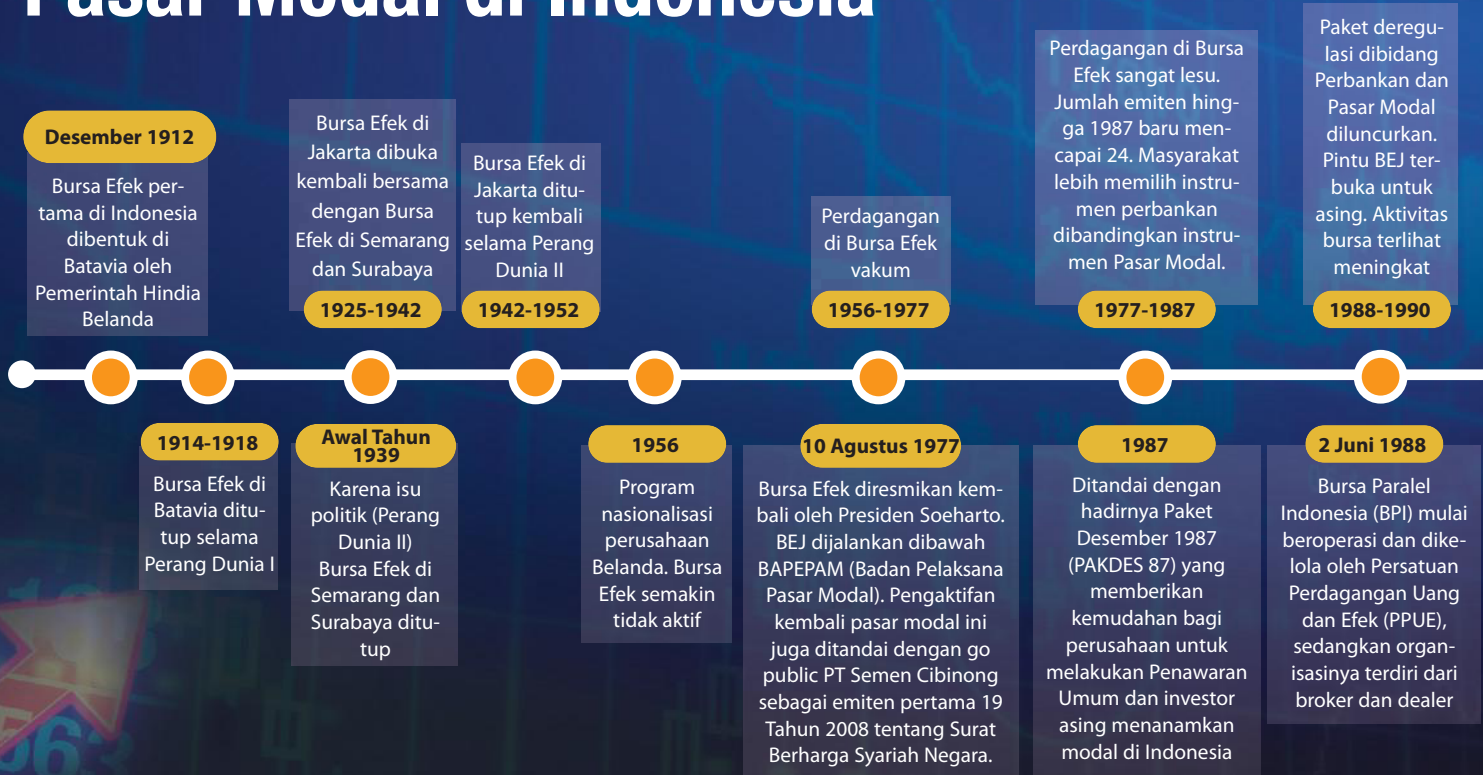 Pasar Modal di Indonesia
Desember 1912
Bursa Efek per-
tama di Indonesia
dibentuk di
Batavia oleh
Pemerintah Hindia
Belanda
1914-1918
Bursa Efek di
Batavia ditu-
tup selama
Perang Dunia I
Bursa Efek di
Jakarta dibuka
kembali bersama
dengan Bursa
Efek di Semarang
dan Surabaya
1925-1942
Awal Tahun
1939
Karena isu
politik (Perang
Dunia II)
Bursa Efek di
Semarang dan
Surabaya ditu-
tup
Bursa Efek di
Jakarta ditu-
tup kembali
selama Perang
Dunia II
1942-1952
1956
Program
nasionalisasi
perusahaan
Belanda. Bursa
Efek semakin
tidak aktif
Perdagangan
di Bursa Efek
vakum
1956-1977
10 Agustus 1977
Bursa Efek diresmikan kem-
bali oleh Presiden Soeharto.
BEJ dijalankan dibawah
BAPEPAM (Badan Pelaksana
Pasar Modal). Pengaktifan
kembali pasar modal ini
juga ditandai dengan go
public PT Semen Cibinong
sebagai emiten pertama 19
Tahun 2008 tentang Surat
Berharga Syariah Negara.
Perdagangan di Bursa
Efek sangat lesu.
Jumlah emiten hing-
ga 1987 baru men-
capai 24. Masyarakat
lebih memilih instru-
men perbankan
dibandingkan instru-
men Pasar Modal.
1977-1987
1987
Ditandai dengan
hadirnya Paket
Desember 1987
(PAKDES 87) yang
memberikan
kemudahan bagi
perusahaan untuk
melakukan Penawaran
Umum dan investor
asing menanamkan
modal di Indonesia
Paket deregu-
lasi dibidang
Perbankan dan
Pasar Modal
diluncurkan.
Pintu BEJ ter-
buka untuk
asing. Aktivitas
bursa terlihat
meningkat
1988-1990
2 Juni 1988
Bursa Paralel
Indonesia (BPI) mulai
beroperasi dan dike-
lola oleh Persatuan
Perdagangan Uang
dan Efek (PPUE),
sedangkan organ-
isasinya terdiri dari
broker dan dealer